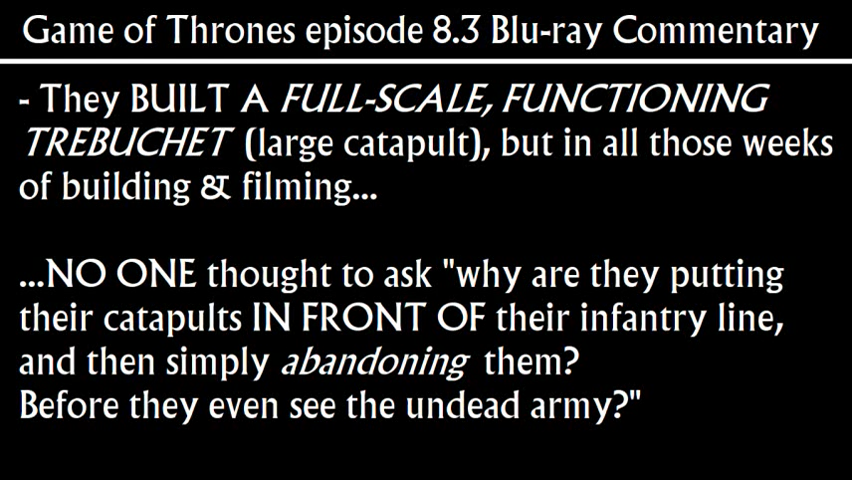 Game of Thrones episode 8.3 Blu-ray Commentary
- They BUILT A FULL-SCALE, FUNCTIONING
TREBUCHET (large catapult), but in all those weeks
of building & filming...
...NO ONE thought to ask "why are they putting
their catapults IN FRONT OF their infantry line,
and then simply abandoning them?
Before they even see the undead army?"